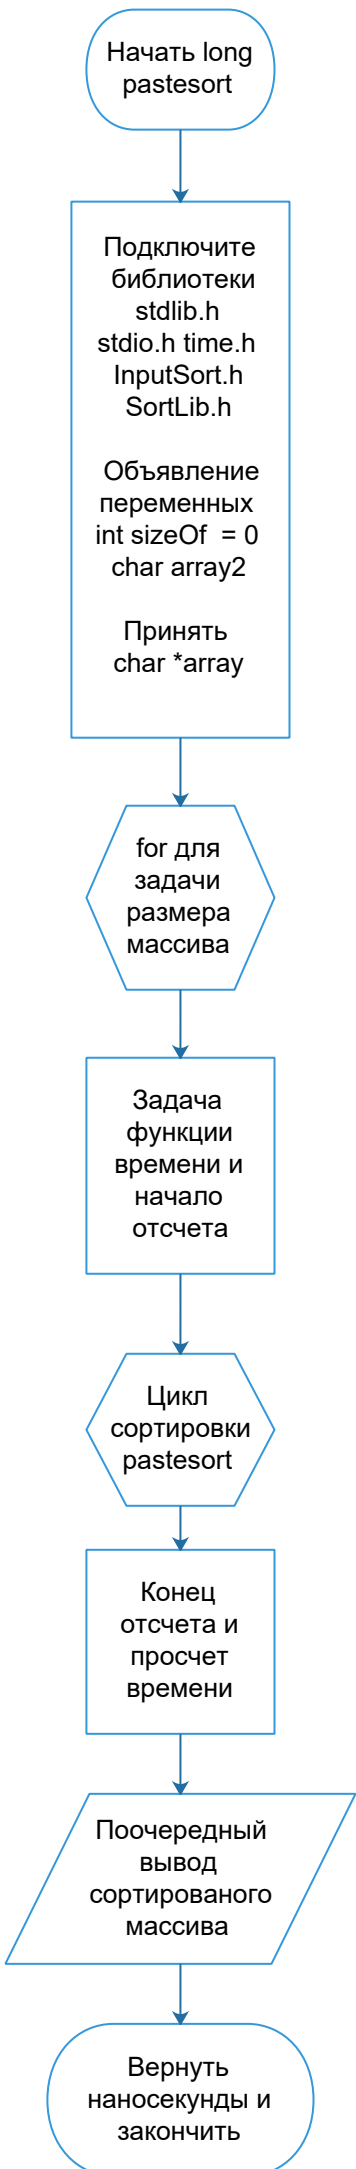 Начать long
pastesort
Подключите
библиотеки
stdlib.h
stdio.h time.h
InputSort.h
SortLib.h
Объявление
переменных
int sizeOf = 0
char array2
Принять
char *array
for для
задачи
размера
массива
Задача
функции
времени и
начало
отсчета
Цикл
сортировки
pastesort
Конец
отсчета и
просчет
времени
Поочередный
вывод
сортированого
массива
Вернуть
наносекунды и
закончить